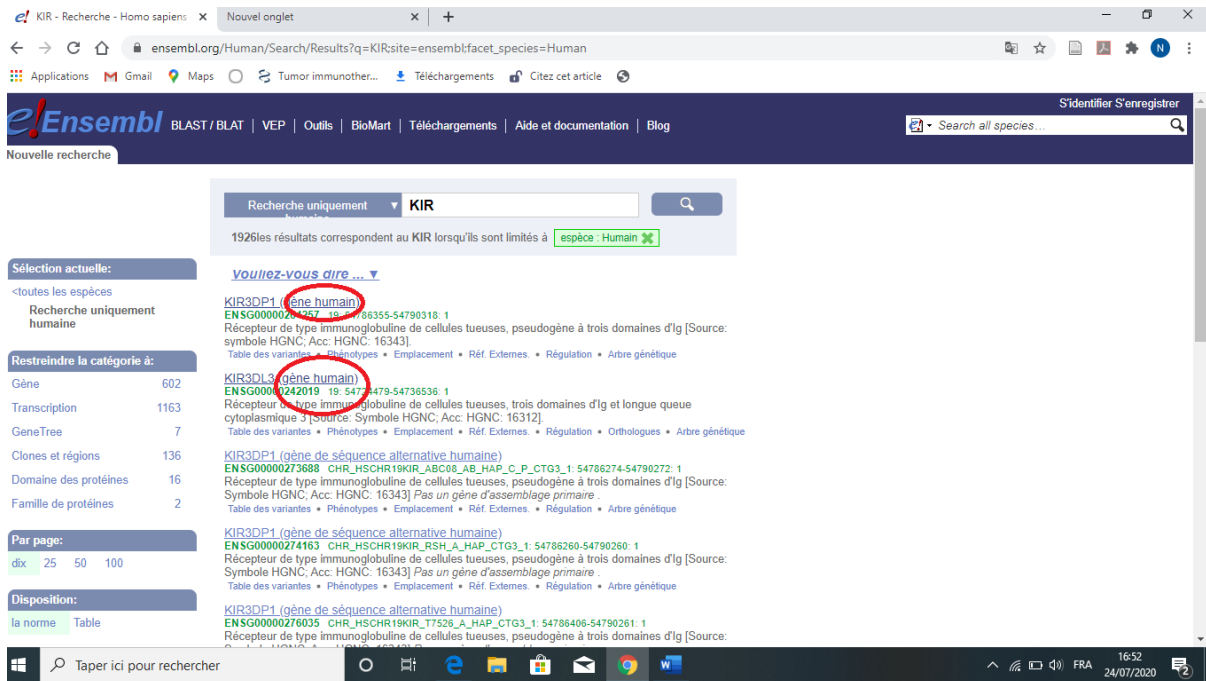 KIR - Recherche - Homo sapiens
Nouvel onglet
ensembl.org/Human/Search/Results?q=KIR;site=ensembl;facet_species=Human
Applications Gmail Maps Tumor immunother... Téléchargements Citez cet article
S'identifier S'enregistrer
e!Ensembl BLAST / BLAT | VEP | Outils | BioMart | Téléchargements | Aide et documentation | Blog
Search all species...
Nouvelle recherche
Recherche uniquement KIR
1926les résultats correspondent au KIR lorsqu'ils sont limités à espèce : Humain
Sélection actuelle:
<toutes les espèces
Recherche uniquement
humaine
Restreindre la catégorie à:
Gène 602
Transcription 1163
GeneTree 7
Clones et régions 136
Domaine des protéines 16
Famille de protéines 2
Par page:
dix 25 50 100
Disposition:
la norme Table
Vouliez-vous dire ... ▼
KIR3DP1 (gène humain)
54786355-54790318: 1
Récepteur de type immunoglobuline de cellules tueuses, pseudogène à trois domaines d'Ig [Source:
symbole HGNC; Acc: HGNC: 16343].
Table des variantes • Phénotypes • Emplacement • Réf. Externes. • Régulation • Arbre génétique
KIR3DL3 (gène humain)
ENSG00000242019 19: 54724479-54736536: 1
Récepteur de type immunoglobuline de cellules tueuses, trois domaines d'Ig et longue queue
cytoplasmique 3 [Source: Symbole HGNC; Acc: HGNC: 16312].
Table des variantes • Phénotypes • Emplacement • Réf. Externes. • Régulation • Orthologues • Arbre génétique
KIR3DP1 (gène de séquence alternative humaine)
ENSG00000273688 CHR_HSCHR19KIR_ABC08_AB_HAP_C_P_CTG3_1: 54786274-54790272: 1
Récepteur de type immunoglobuline de cellules tueuses, pseudogène à trois domaines d'Ig [Source:
Symbole HGNC; Acc: HGNC: 16343] Pas un gène d'assemblage primaire .
Table des variantes • Phénotypes • Emplacement • Réf. Externes. • Régulation • Arbre génétique
KIR3DP1 (gène de séquence alternative humaine)
ENSG00000274163 CHR_HSCHR19KIR_RSH_A_HAP_CTG3_1: 54786260-54790260: 1
Récepteur de type immunoglobuline de cellules tueuses, pseudogène à trois domaines d'Ig [Source:
Symbole HGNC; Acc: HGNC: 16343] Pas un gène d'assemblage primaire .
Table des variantes • Phénotypes • Emplacement • Réf. Externes. • Régulation • Arbre génétique
KIR3DP1 (gène de séquence alternative humaine)
ENSG00000276035 CHR_HSCHR19KIR_T7526_A_HAP_CTG3_1: 54786406-54790261: 1
Récepteur de type immunoglobuline de cellules tueuses, pseudogène à trois domaines d'Ig [Source:
Taper ici pour rechercher
FRA
16:52
24/07/2020